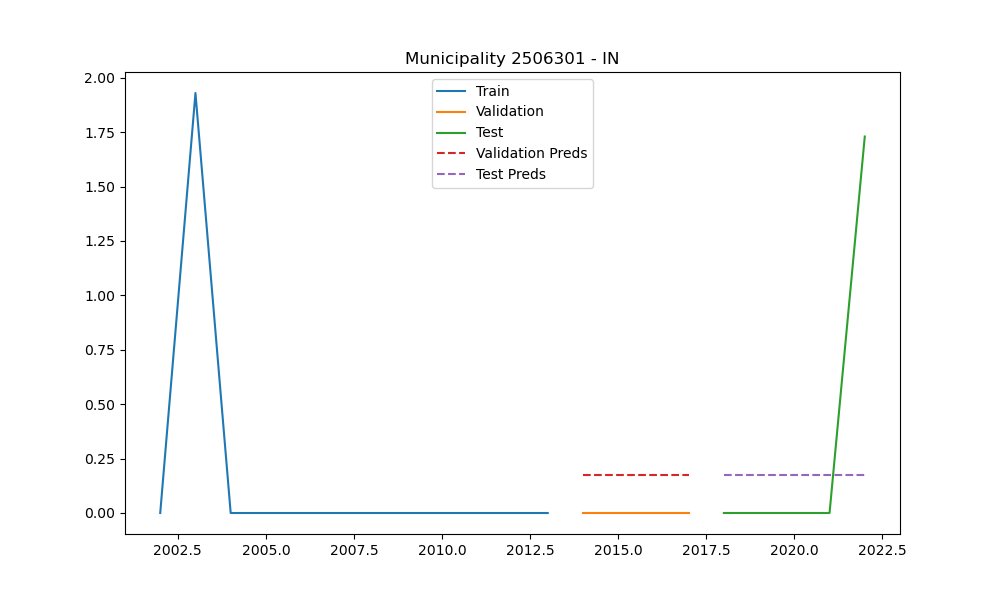 Municipality 2506301 - IN
2.00
1.75
1.50
1.25
1.00
0.75
0.50
0.25
0.00
Train
Validation
Test
Validation Preds
Test Preds
2002.5 2005.0 2007.5 2010.0 2012.5 2015.0 2017.5 2020.0 2022.5